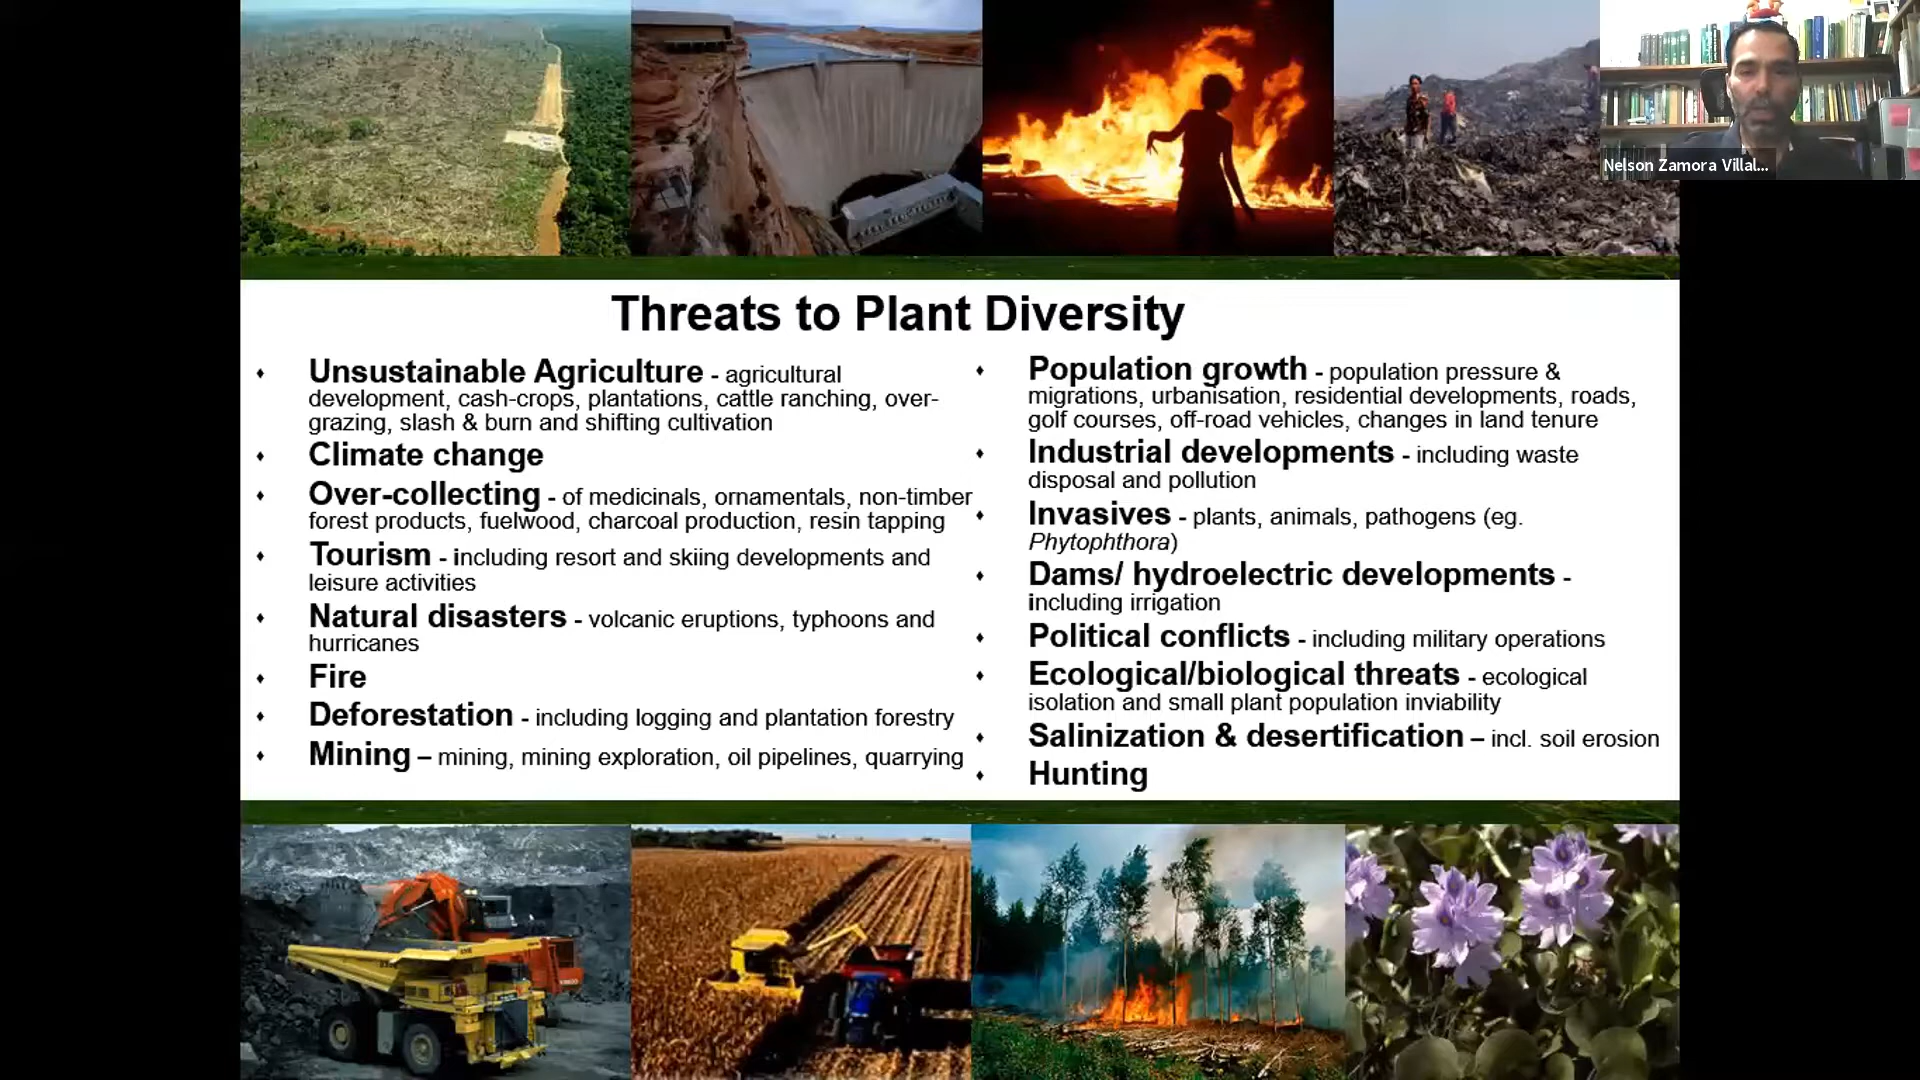 Nelson Zamora Villal...
Threats to Plant Diversity
♦ Unsustainable Agriculture - agricultural
development, cash-crops, plantations, cattle ranching, over-
grazing, slash & burn and shifting cultivation
♦ Climate change
♦ Over-collecting - of medicinals, ornamentals, non-timber
forest products, fuelwood, charcoal production, resin tapping
♦ Tourism - including resort and skiing developments and
leisure activities
♦ Natural disasters - volcanic eruptions, typhoons and
hurricanes
♦ Fire
♦ Deforestation - including logging and plantation forestry
♦ Mining – mining, mining exploration, oil pipelines, quarrying
♦ Population growth - population pressure &
migrations, urbanisation, residential developments, roads,
golf courses, off-road vehicles, changes in land tenure
♦ Industrial developments - including waste
disposal and pollution
♦ Invasives - plants, animals, pathogens (eg.
Phytophthora)
♦ Dams/ hydroelectric developments -
including irrigation
♦ Political conflicts - including military operations
♦ Ecological/biological threats - ecological
isolation and small plant population inviability
♦ Salinization & desertification – incl. soil erosion
♦ Hunting